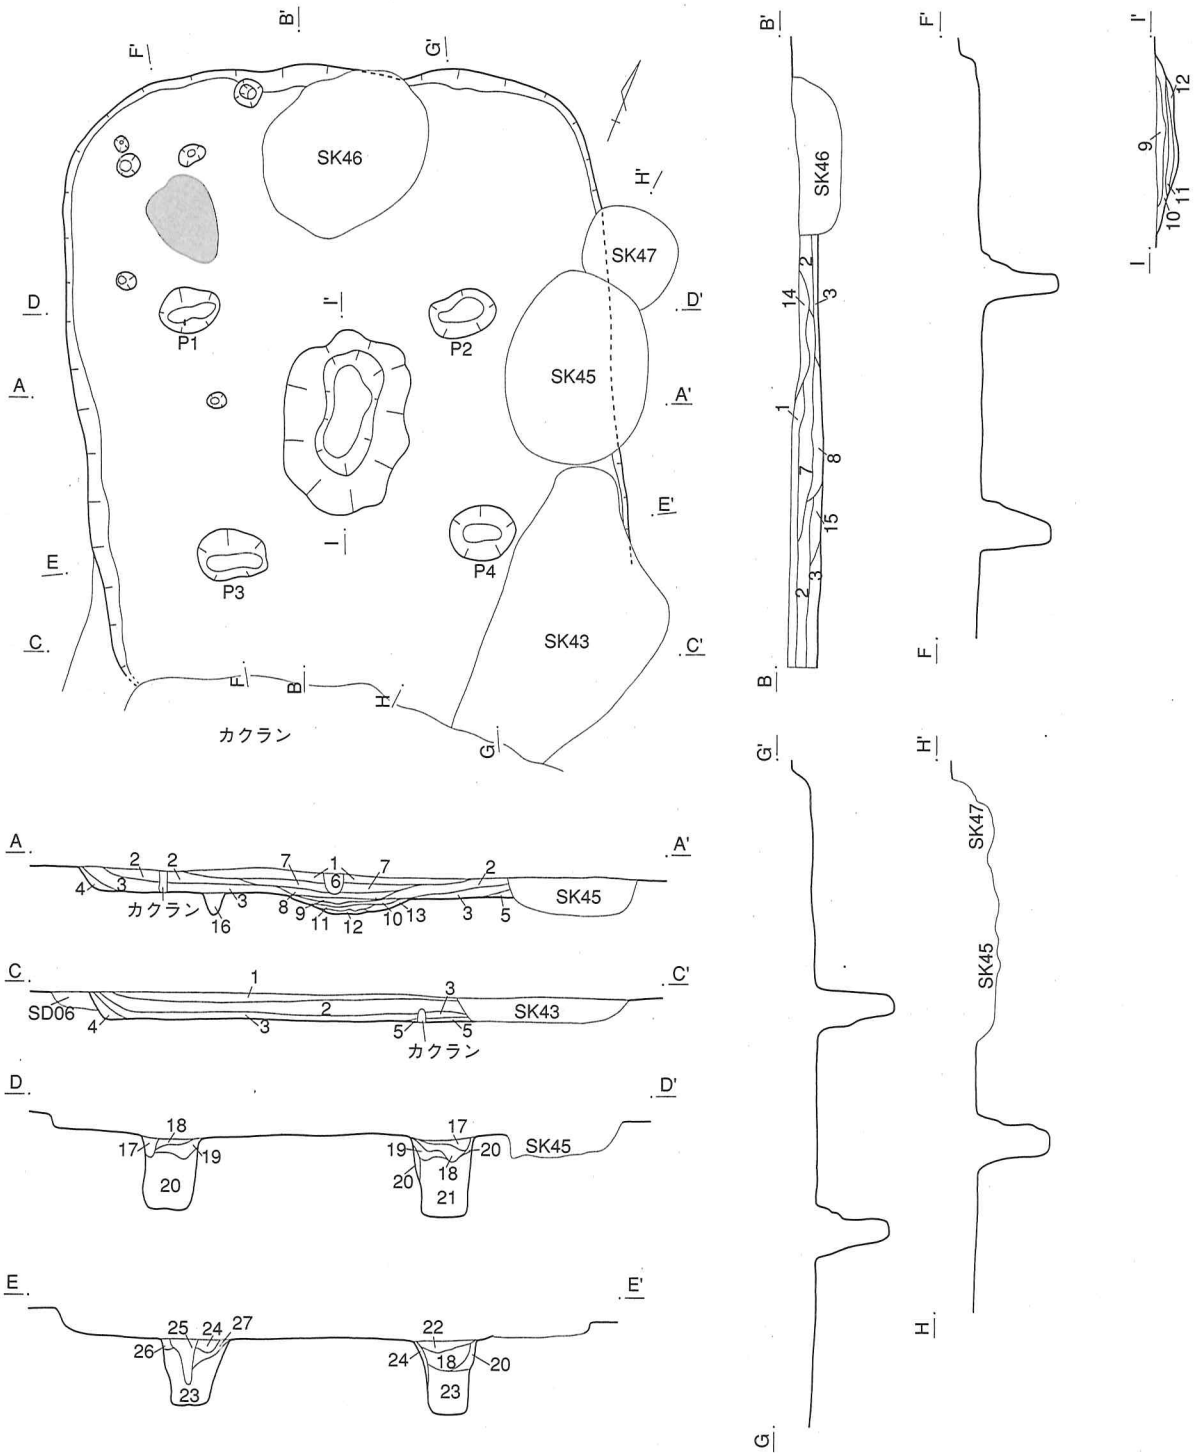 B'
F'
G'
SK46
H'
SK47
D
I'
D'
P1
P2
A
SK45
A'
E'
I
E
P3
P4
C
SK43
C'
F
B
H
カクラン
G
B'
SK46
2
14
3
1
8
7
15
3
2
B
F'
F
I'
12
9
11
10
I
A
A'
2 2 7 1 7 2
6
4 3 カクラン 3 8 9 10 13 3 5 SK45
16 11 12
C
C'
1
3
SD06 2 SK43
4 3 5 5
カクラン
D
D'
18 17
17 19 19 20 SK45
20 20 18
21
E
E'
25 24 27 22
26 24 18 20
23 23
G'
G
H'
SK47
SK45
H